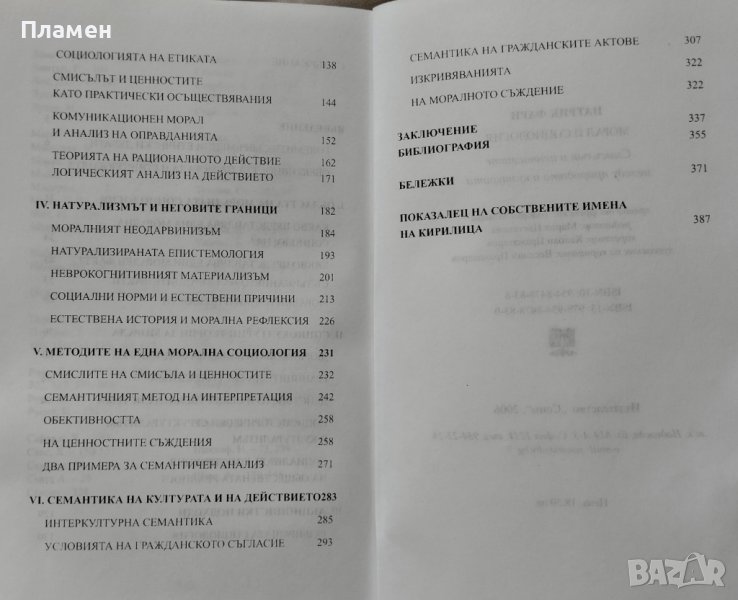 Пламен
СОЦИОЛОГИЯТА НА ЕТИКАТА 138
СМИСЪЛЪТ И ЦЕННОСТИТЕ
КАТО ПРАКТИЧЕСКИ ОСЪЩЕСТВЯВАНИЯ 144
КОМУНИКАЦИОНЕН МОРАЛ
И АНАЛИЗ НА ОПРАВДАНИЯТА 152
ТЕОРИЯТА НА РАЦИОНАЛНОТО ДЕЙСТВИЕ 162
ЛОГИЧЕСКИЯТ АНАЛИЗ НА ДЕЙСТВИЕТО 171
IV. НАТУРАЛИЗМЪТ И НЕГОВИТЕ ГРАНИЦИ 182
МОРАЛНИЯТ НЕОДАРВИНИЗЪМ 184
НАТУРАЛИЗИРАНАТА ЕПИСТЕМОЛОГИЯ 193
НЕВРОКОГНИТИВНИЯТ МАТЕРИАЛИЗЪМ 201
СОЦИАЛНИ НОРМИ И ЕСТЕСТВЕНИ ПРИЧИНИ 213
ЕСТЕСТВЕНА ИСТОРИЯ И МОРАЛНА РЕФЛЕКСИЯ 226
V. МЕТОДИТЕ НА ЕДНА МОРАЛНА СОЦИОЛОГИЯ 231
СМИСЛИТЕ НА СМИСЪЛА И ЦЕННОСТИТЕ 232
СЕМАНТИЧНИЯТ МЕТОД НА ИНТЕРПРЕТАЦИЯ 242
ОБЕКТИВНОСТТА 258
НА ЦЕННОСТНИТЕ СЪЖДЕНИЯ 258
ДВА ПРИМЕРА ЗА СЕМАНТИЧЕН АНАЛИЗ 271
VI. СЕМАНТИКА НА КУЛТУРАТА И НА ДЕЙСТВИЕТО283
ИНТЕРКУЛТУРНА СЕМАНТИКА 285
УСЛОВИЯТА НА ГРАЖДАНСКОТО СЪГЛАСИЕ 293
СЕМАНТИКА НА ГРАЖДАНСКИТЕ АКТОВЕ 307
ИЗКРИВЯВАНИЯТА 322
НА МОРАЛНОТО СЪЖДЕНИЕ 322
ЗАКЛЮЧЕНИЕ 337
БИБЛИОГРАФИЯ 355
БЕЛЕЖКИ 371
ПОКАЗАЛЕЦ НА СОБСТВЕНИТЕ ИМЕНА
НА КИРИЛИЦА 387
BAZAR